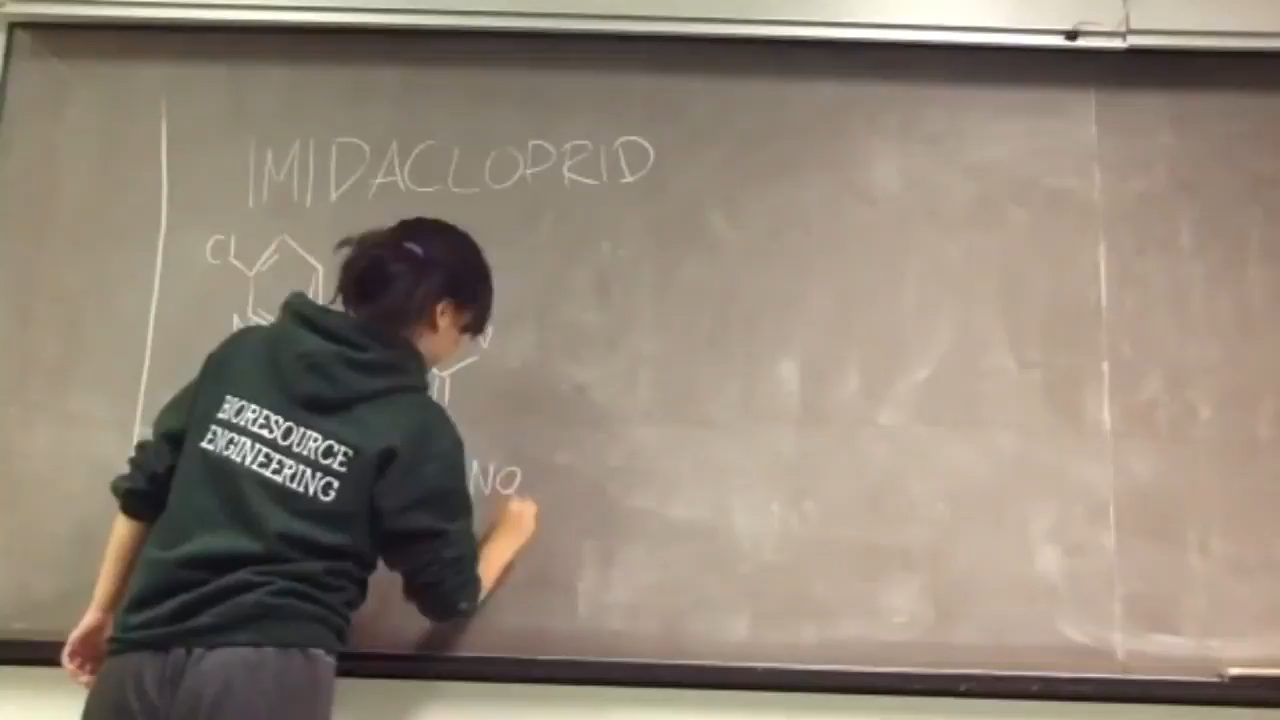 IMIDACLOPRID
CL
N
N
BIORESOURCE
ENGINEERING
NO